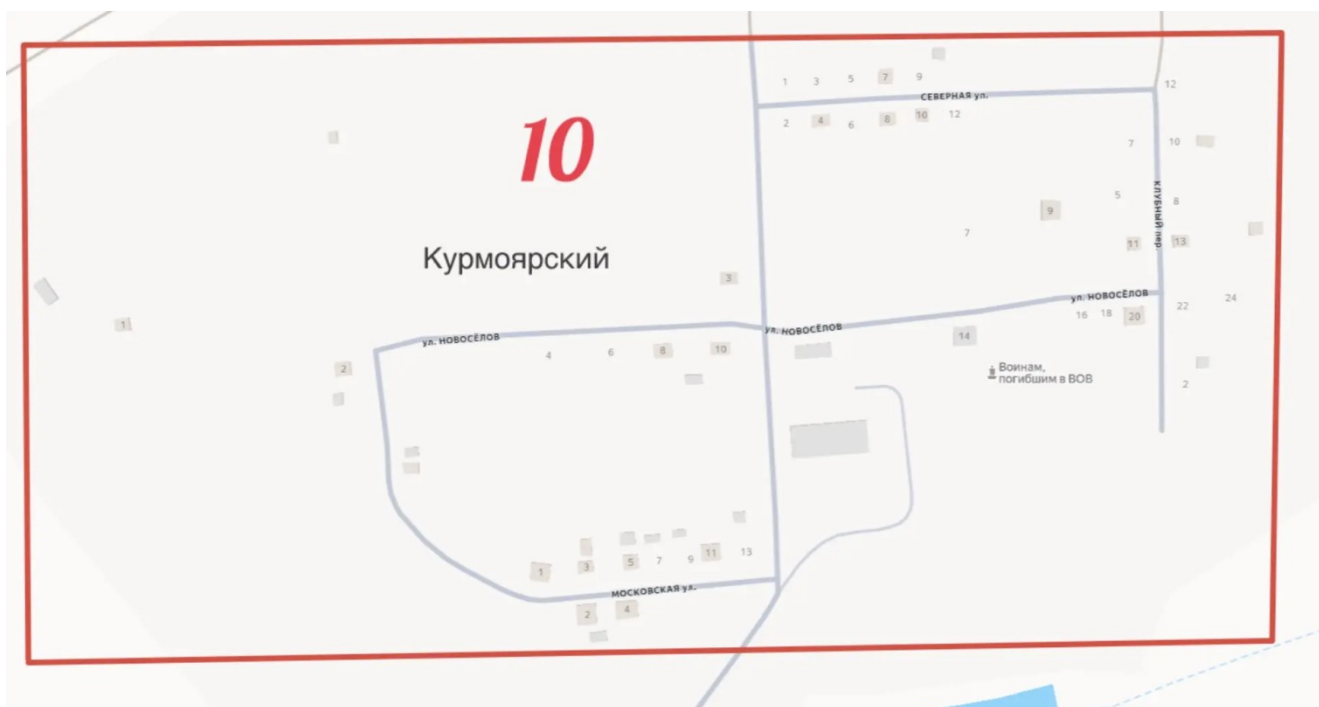 1 3 5 7 9
12
СЕВЕРНАЯ ул.
2 4 6 8 10 12
10
7 10
КЛУБНЫЙ пер.
5 8
9
7
11 13
Курмоярский
3
ул. НОВОСЁЛОВ
22 24
16 18 20
1
ул. НОВОСЁЛОВ
ул. НОВОСЁЛОВ
14
4 6 8 10
2
Воинам,
погибшим в ВОВ
2
1 3 5 7 9 11 13
МОСКОВСКАЯ ул.
2 4